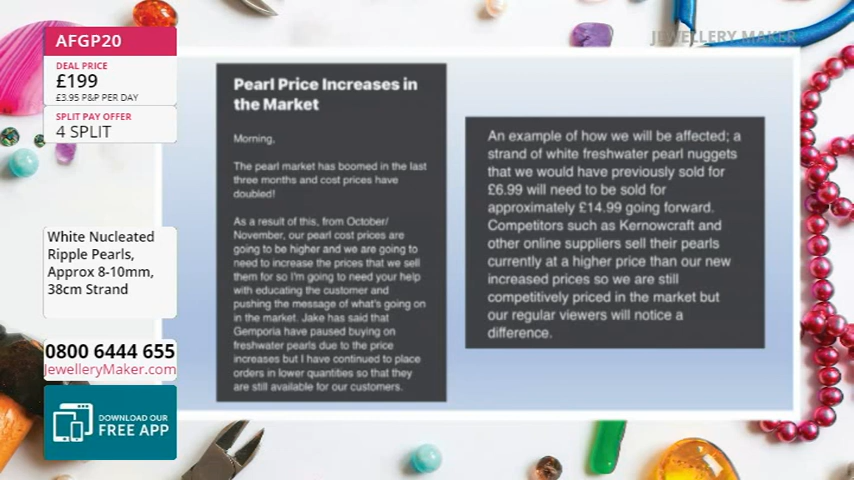 AFGP20
DEAL PRICE
£199
£3.95 P&P PER DAY
SPLIT PAY OFFER
4 SPLIT
White Nucleated
Ripple Pearls,
Approx 8-10mm,
38cm Strand
0800 6444 655
JewelleryMaker.com
DOWNLOAD OUR
FREE APP
JEWELLERY MAKER
Pearl Price Increases in
the Market
Morning,
The pearl market has boomed in the last
three months and cost prices have
doubled!
As a result of this, from October/
November, our pearl cost prices are
going to be higher and we are going to
need to increase the prices that we sell
them for so I'm going to need your help
with educating the customer and
pushing the message of what's going on
in the market. Jake has said that
Gemporia have paused buying on
freshwater pearls due to the price
increases but I have continued to place
orders in lower quantities so that they
are still available for our customers.
An example of how we will be affected; a
strand of white freshwater pearl nuggets
that we would have previously sold for
£6.99 will need to be sold for
approximately £14.99 going forward.
Competitors such as Kernowcraft and
other online suppliers sell their pearls
currently at a higher price than our new
increased prices so we are still
competitively priced in the market but
our regular viewers will notice a
difference.